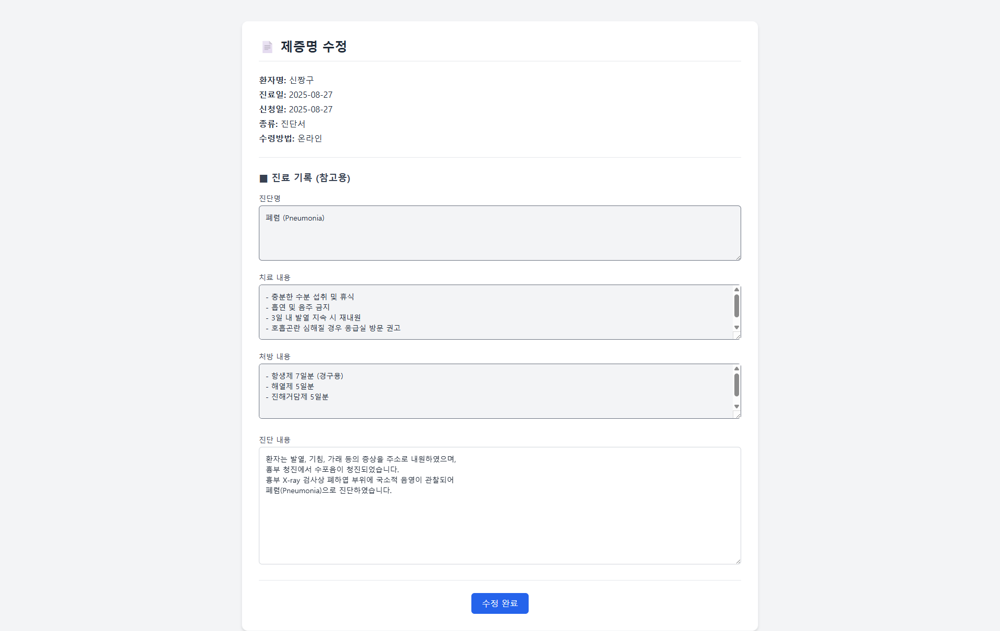 제증명 수정
환자명: 신짱구
진료일: 2025-08-27
신청일: 2025-08-27
종류: 진단서
수령방법: 온라인
■ 진료 기록 (참고용)
진단명
폐렴 (Pneumonia)
치료 내용
- 충분한 수분 섭취 및 휴식
- 흡연 및 음주 금지
- 3일 내 발열 지속 시 재내원
- 호흡곤란 심해질 경우 응급실 방문 권고
처방 내용
- 항생제 7일분 (경구용)
- 해열제 5일분
- 진해거담제 5일분
진단 내용
환자는 발열, 기침, 가래 등의 증상을 주소로 내원하였으며,
흉부 청진에서 수포음이 청진되었습니다.
흉부 X-ray 검사상 폐하엽 부위에 국소적 음영이 관찰되어
폐렴(Pneumonia)으로 진단하였습니다.
수정 완료